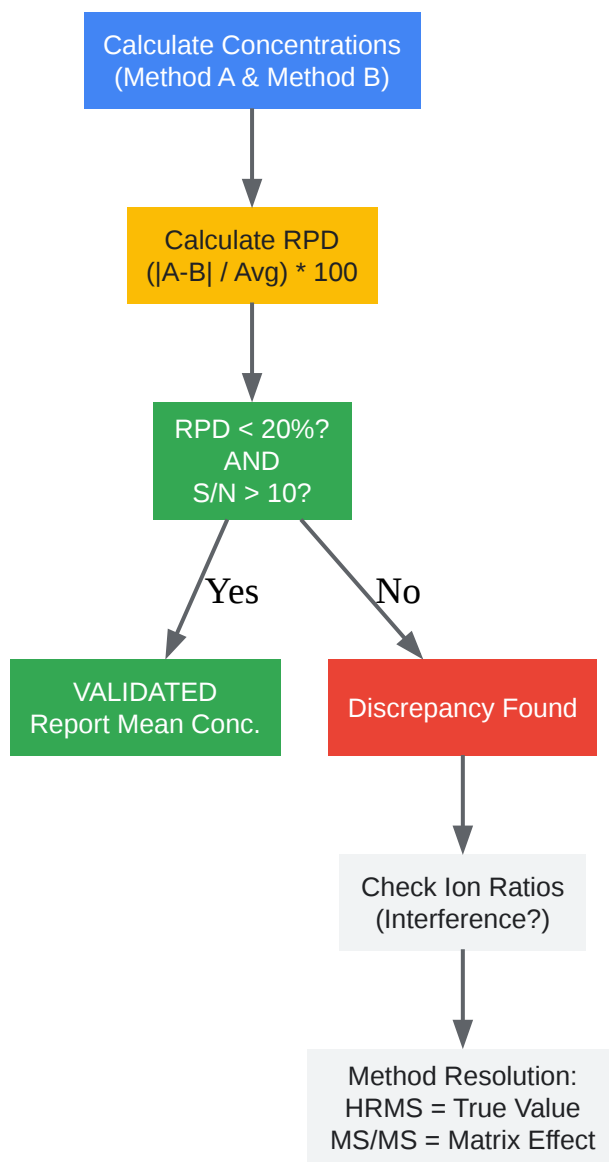 Calculate Concentrations
(Method A & Method B)
Calculate RPD
(|A-B| / Avg) * 100
RPD < 20%?
AND
S/N > 10?
Yes
No
VALIDATED
Report Mean Conc.
Discrepancy Found
Check Ion Ratios
(Interference?)
Method Resolution:
HRMS = True Value
MS/MS = Matrix Effect